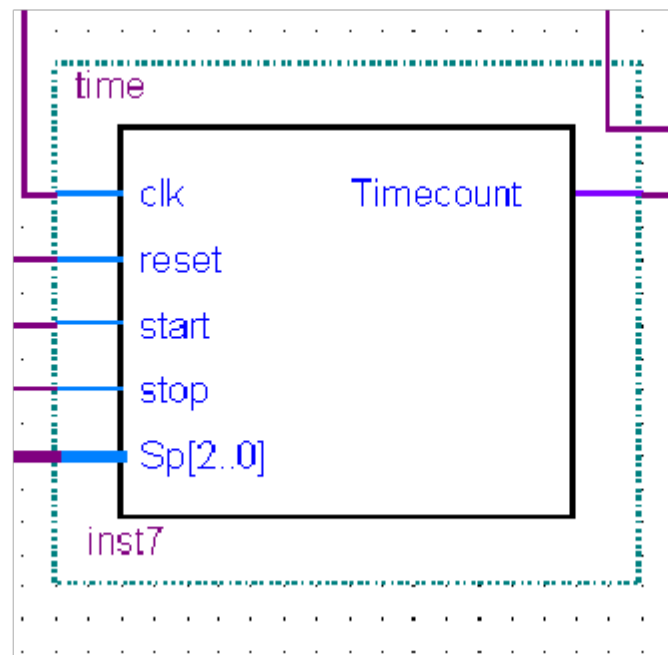 time
clk Timecount
reset
start
stop
Sp[2..0]
inst7